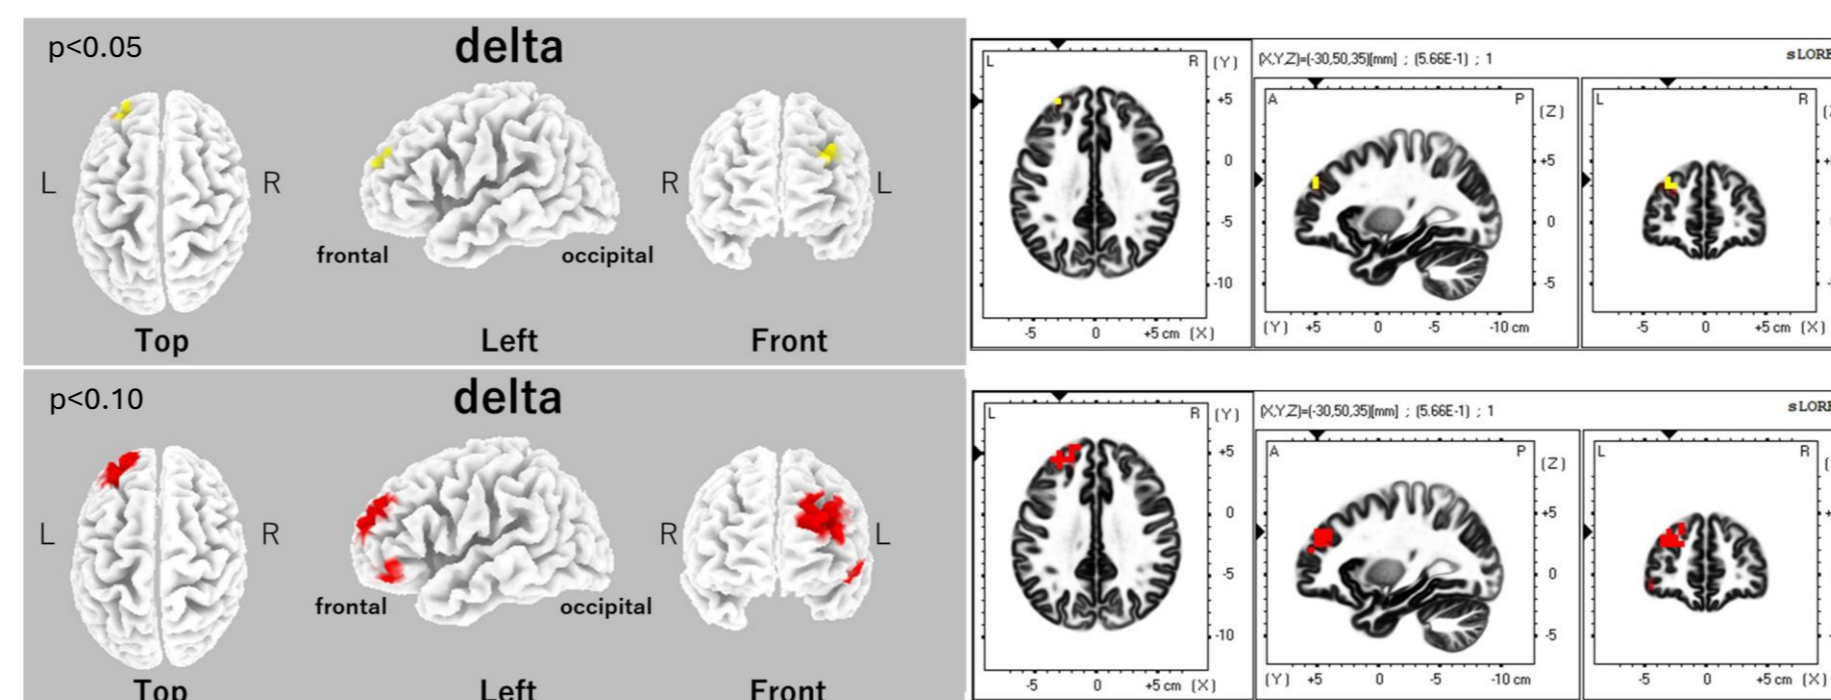 p<0.05
delta
L
R
R
L
frontal
occipital
Top
Left
Front
L
R
(Y)
+5
0
-5
-10
-5
0
+5 cm
(X)
(X,Y,Z)=(-30,50,35)[mm] ; (5.66E-1) ; 1
A
P
(Z)
+5
0
-5
(Y)
+5
0
-5
-10 cm
L
R
-5
0
+5 cm
(X)
p<0.10
delta
L
R
R
L
frontal
occipital
Top
Left
Front
L
R
(Y)
+5
0
-5
-10
-5
0
+5 cm
(X)
(X,Y,Z)=(-30,50,35)[mm] ; (5.66E-1) ; 1
A
P
(Z)
+5
0
-5
(Y)
+5
0
-5
-10 cm
L
R
-5
0
+5 cm
(X)